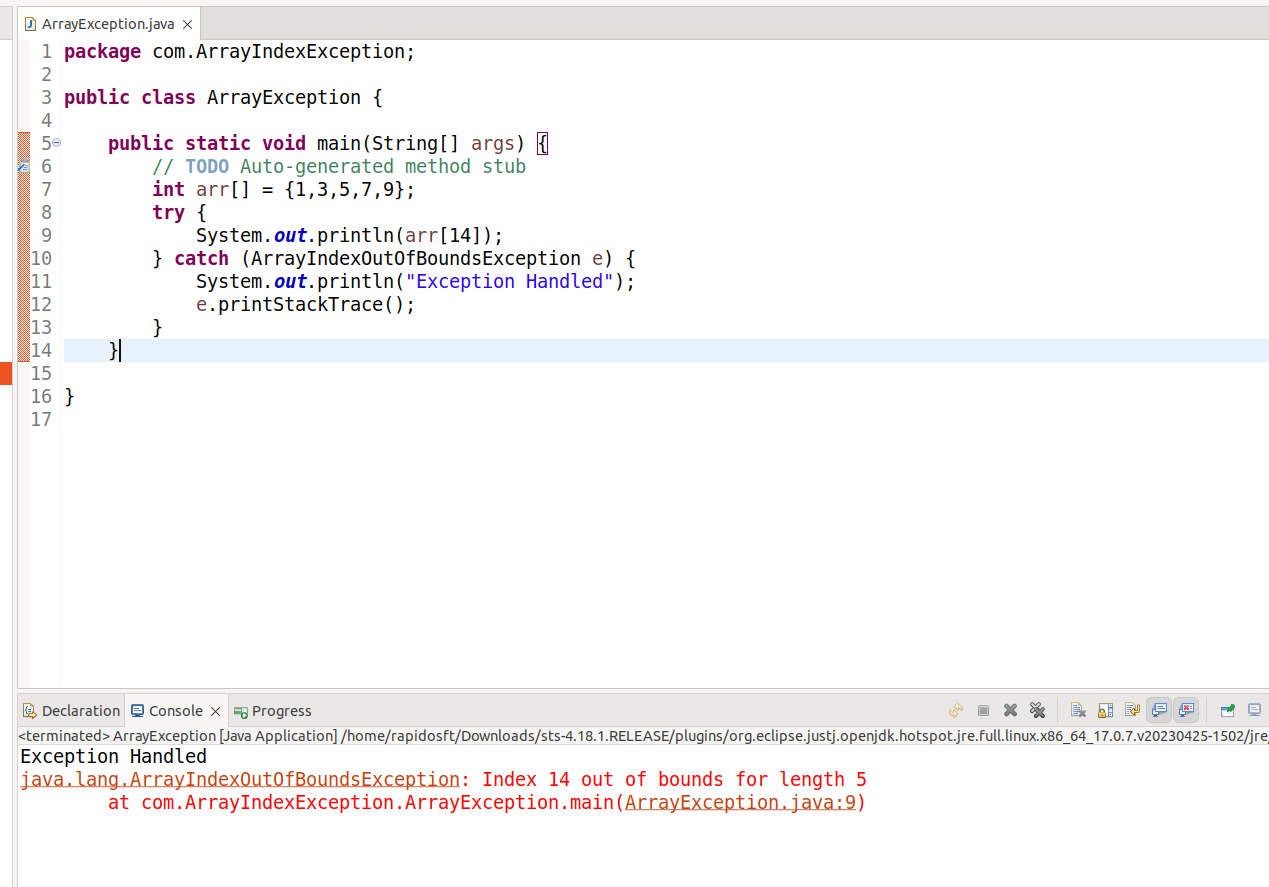 ArrayException.java
1 package com.ArrayIndexException;
2
3 public class ArrayException {
4
5     public static void main(String[] args) {
6         // TODO Auto-generated method stub
7         int arr[] = {1,3,5,7,9};
8         try {
9             System.out.println(arr[14]);
10         } catch (ArrayIndexOutOfBoundsException e) {
11             System.out.println("Exception Handled");
12             e.printStackTrace();
13         }
14     }
15
16 }
17
Declaration Console Progress
<terminated> ArrayException [Java Application] /home/rapidosft/Downloads/sts-4.18.1.RELEASE/plugins/org.eclipse.justj.openjdk.hotspot.jre.full.linux.x86_64_17.0.7.v20230425-1502/jre/
Exception Handled
java.lang.ArrayIndexOutOfBoundsException: Index 14 out of bounds for length 5
        at com.ArrayIndexException.ArrayException.main(ArrayException.java:9)